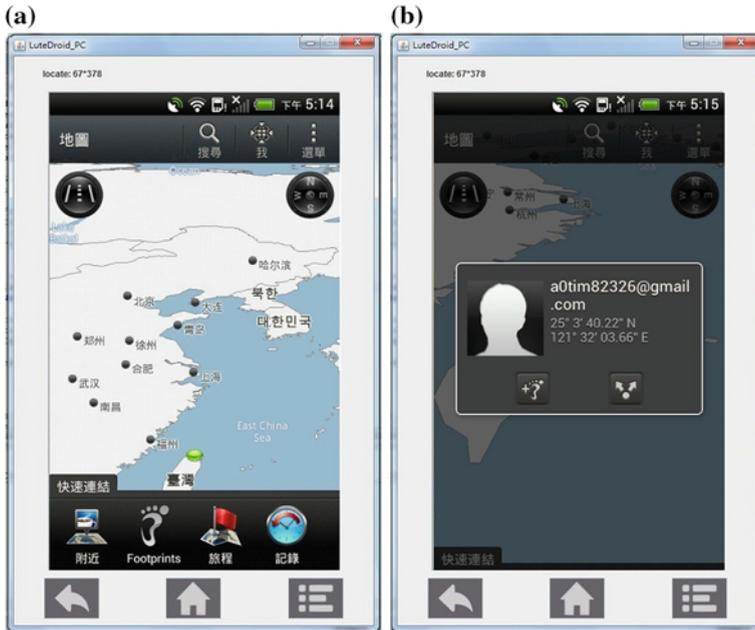 (a)
LuteDroid_PC
locate: 67*378
下午 5:14
地圖
搜尋
我
選單
N
E
S
W
哈尔滨
북한
北京
大连
대한민국
青岛
郑州
徐州
合肥
上海
武汉
南昌
East China
Sea
福州
臺灣
快速連結
附近
Footprints
旅程
記錄
(b)
LuteDroid_PC
locate: 67*378
下午 5:15
地圖
搜尋
我
選單
N
E
S
W
常州
上海
杭州
a0tim82326@gmail
.com
25° 3' 40.22" N
121° 32' 03.66" E
快速連結